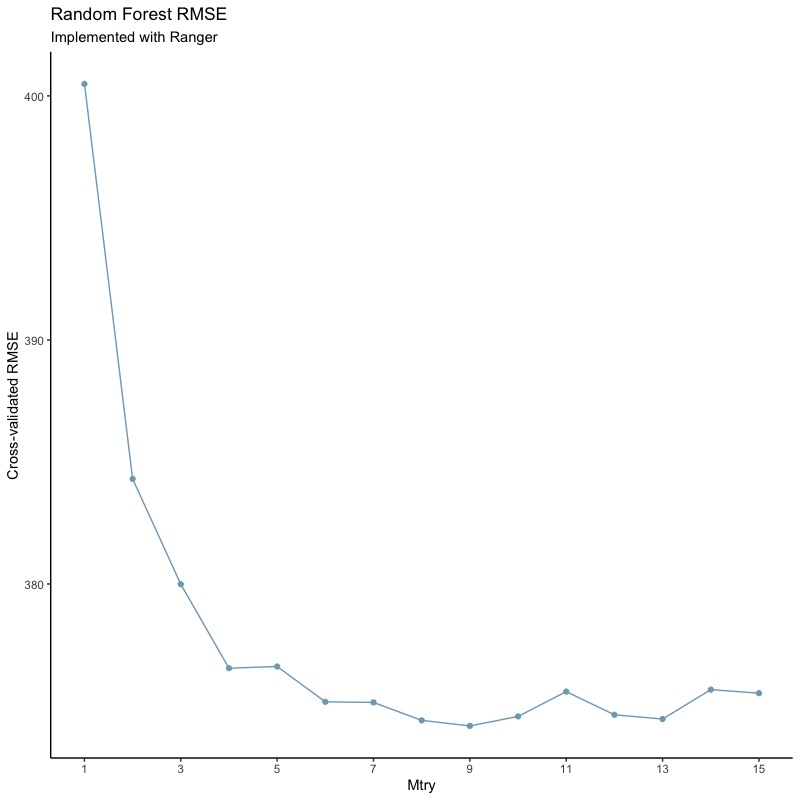 Random Forest RMSE
Implemented with Ranger
400
390
380
Cross-validated RMSE
1 3 5 7 9 11 13 15
Mtry